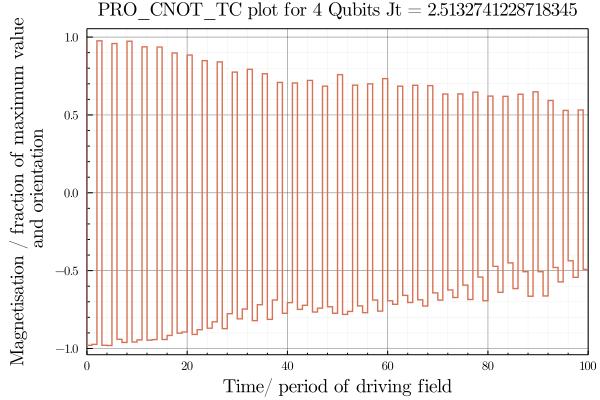 PRO_CNOT_TC plot for 4 Qubits Jt = 2.5132741228718345
Magnetisation / fraction of maximum value
and orientation
1.0
0.5
0.0
−0.5
−1.0
0 20 40 60 80 100
Time/ period of driving field